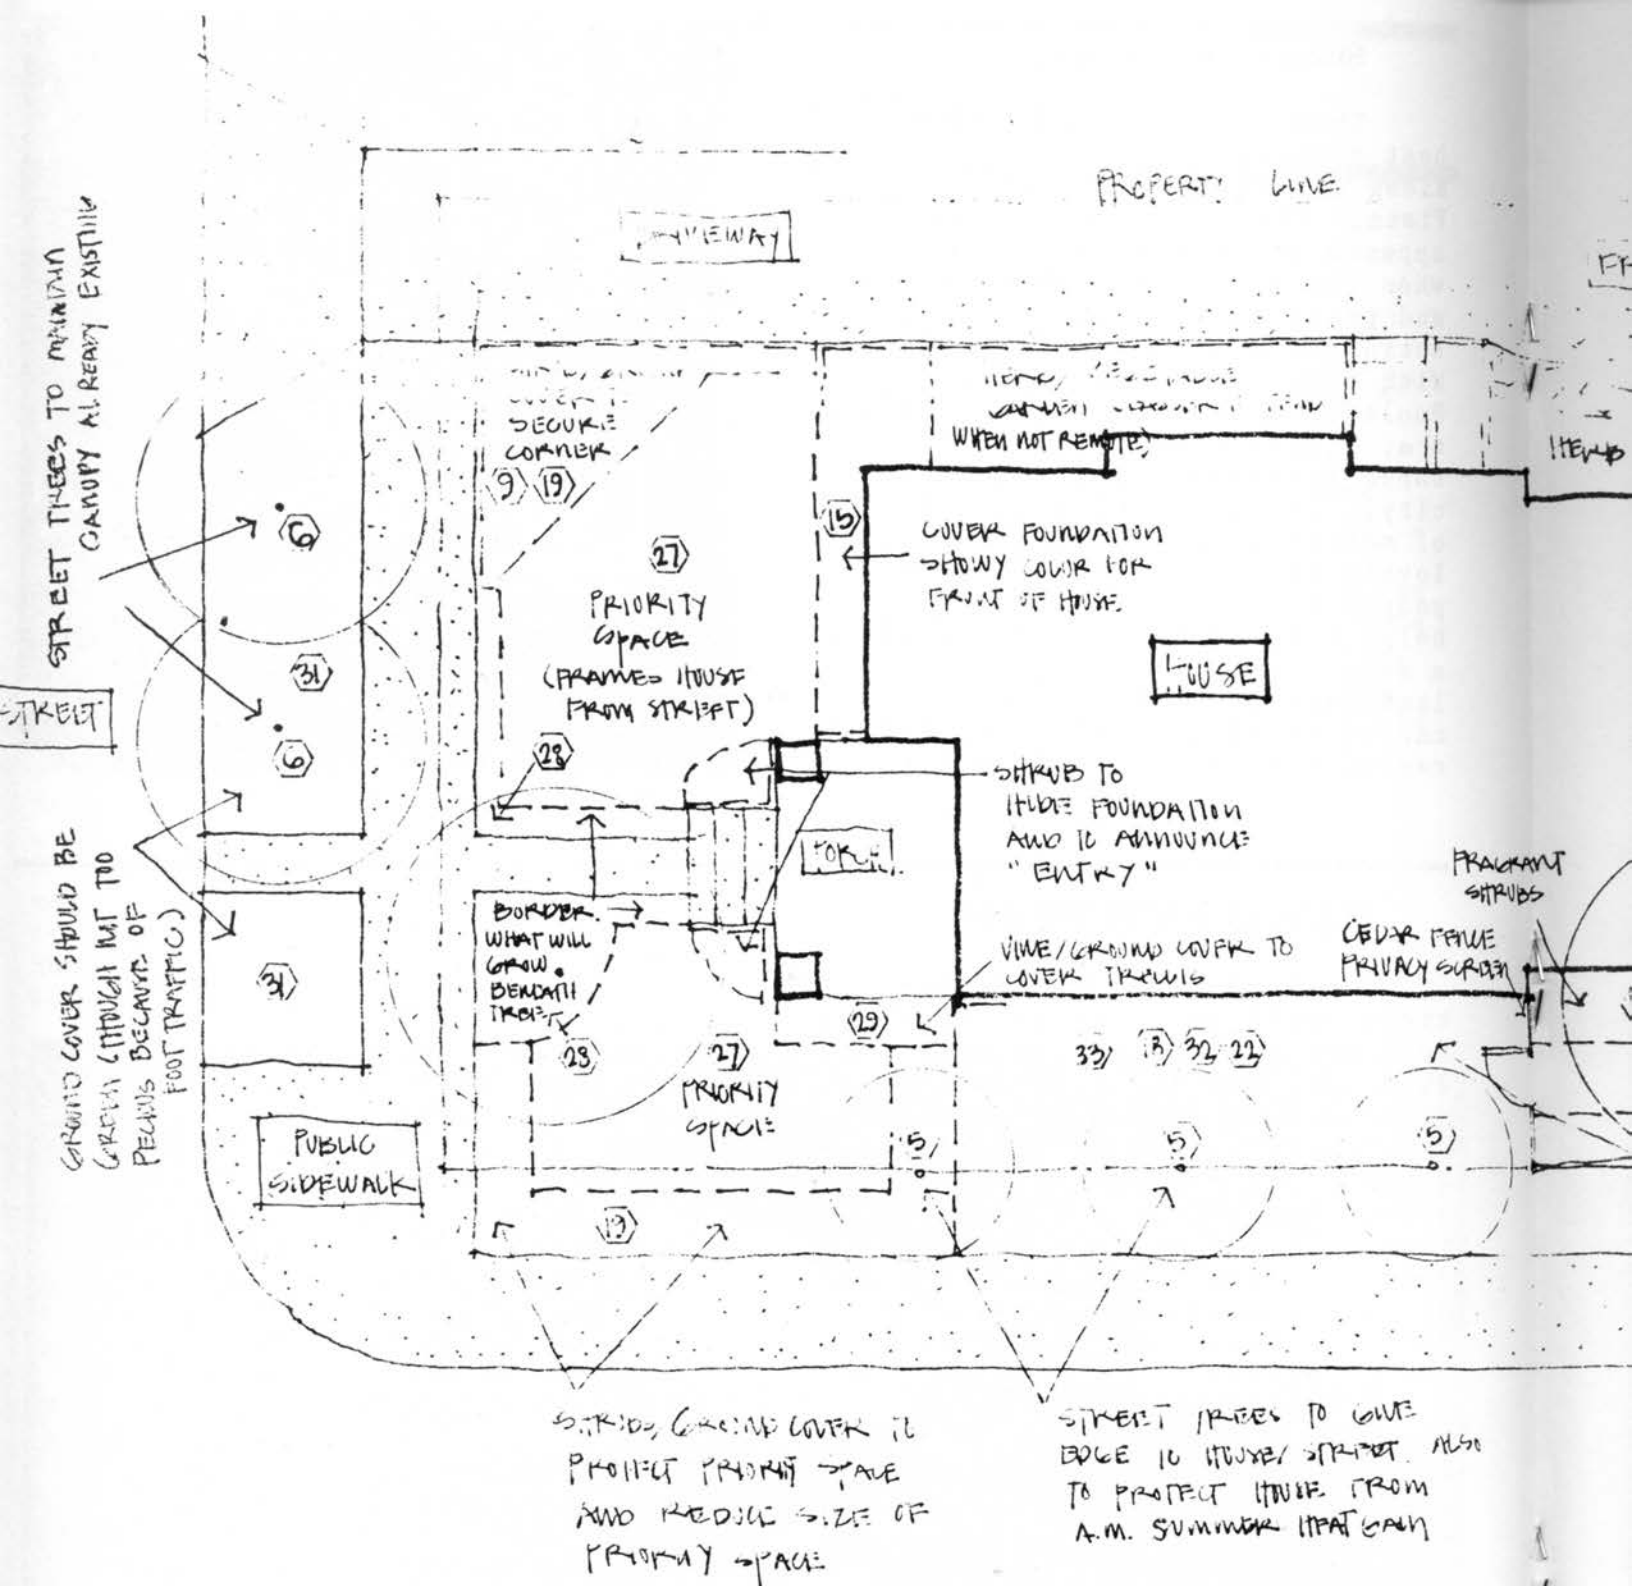 PROPERTY LINE
STREET TREES TO MAINTAIN
CANOPY ALREADY EXISTING
SECURE
CORNER
9 19
WHEN NOT REMOTE)
15
COVER FOUNDATION
SHOWY COLOR FOR
FRONT OF HOUSE.
6
27
PRIORITY
SPACE
(FRAMES HOUSE
FROM STREET)
HOUSE
31
STREET
6
28
SHRUB TO
HIDE FOUNDATION
AND TO ANNOUNCE
"ENTRY"
FRAGRANT
SHRUBS
GROUND COVER SHOULD BE
GREEN (THOUGH NOT TOO
BECAUSE OF
FOOT TRAFFIC)
BORDER.
WHAT WILL
GROW
BENEATH
TREE
VINE/GROUND COVER TO
COVER TRELLIS
CEDAR FENCE
PRIVACY SCREEN
31
29
28
27
PRIORITY
SPACE
33 13 32 22
PUBLIC
SIDEWALK
5
5
5
19
GROUND COVER TO
PROTECT PRIORITY SPACE
AND REDUCE SIZE OF
PRIORITY SPACE
STREET TREES TO GIVE
EDGE TO HOUSE/STREET. ALSO
TO PROTECT HOUSE FROM
A.M. SUMMER HEAT GAIN